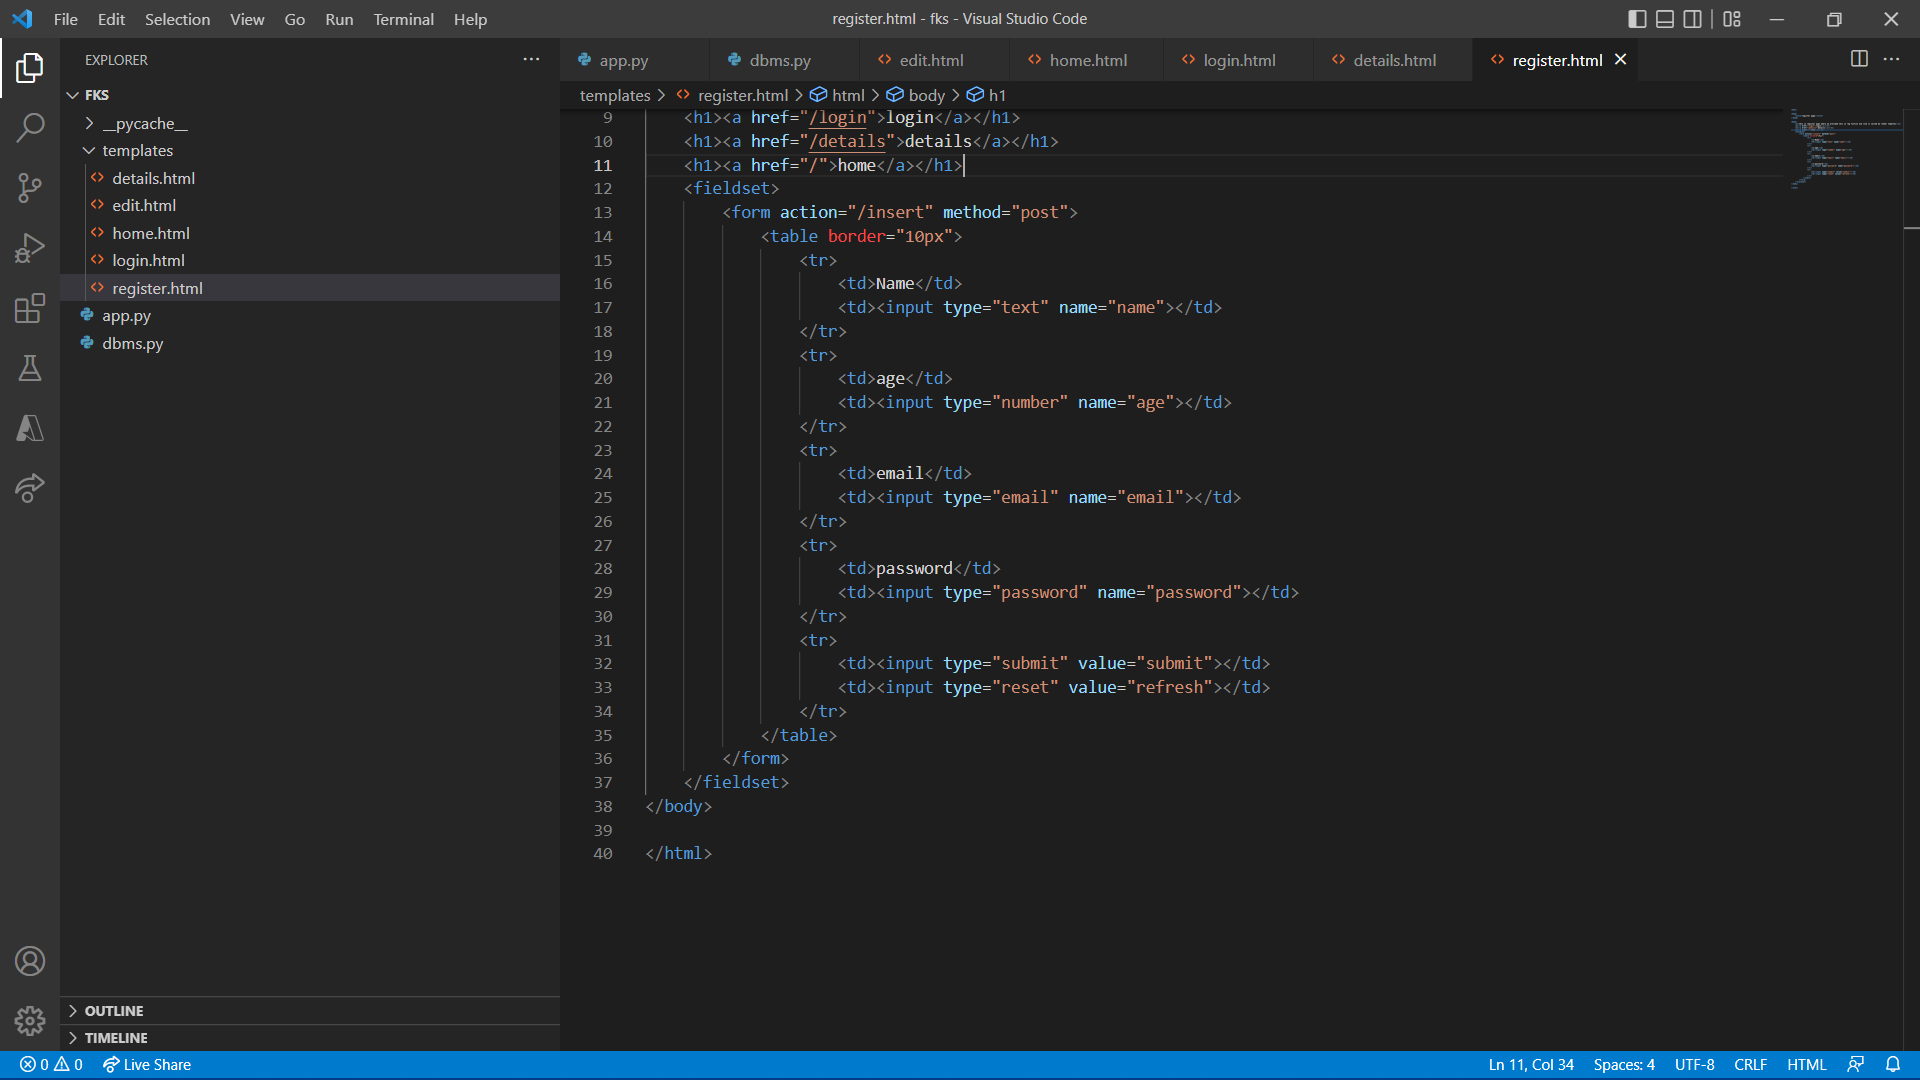 File Edit Selection View Go Run Terminal Help
register.html - fks - Visual Studio Code
EXPLORER
FKS
__pycache__
templates
details.html
edit.html
home.html
login.html
register.html
app.py
dbms.py
OUTLINE
TIMELINE
app.py dbms.py edit.html home.html login.html details.html register.html
templates > register.html > html > body > h1
9 <h1><a href="/login">login</a></h1>
10 <h1><a href="/details">details</a></h1>
11 <h1><a href="/">home</a></h1>
12 <fieldset>
13 <form action="/insert" method="post">
14 <table border="10px">
15 <tr>
16 <td>Name</td>
17 <td><input type="text" name="name"></td>
18 </tr>
19 <tr>
20 <td>age</td>
21 <td><input type="number" name="age"></td>
22 </tr>
23 <tr>
24 <td>email</td>
25 <td><input type="email" name="email"></td>
26 </tr>
27 <tr>
28 <td>password</td>
29 <td><input type="password" name="password"></td>
30 </tr>
31 <tr>
32 <td><input type="submit" value="submit"></td>
33 <td><input type="reset" value="refresh"></td>
34 </tr>
35 </table>
36 </form>
37 </fieldset>
38 </body>
39
40 </html>
0 0 Live Share
Ln 11, Col 34 Spaces: 4 UTF-8 CRLF HTML